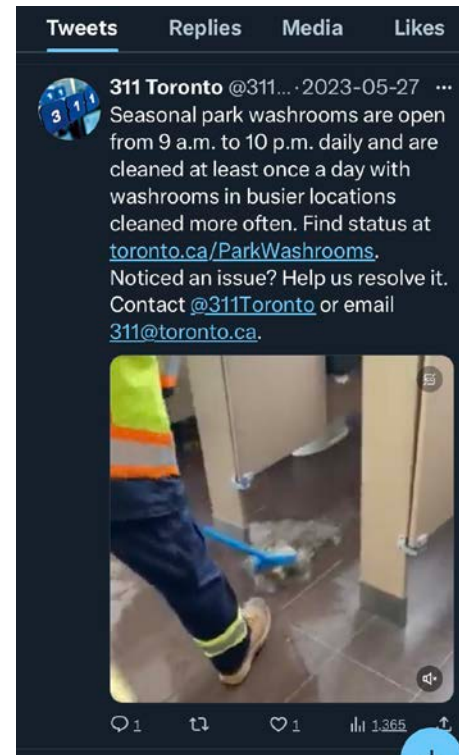 Tweets Replies Media Likes
311 Toronto @311... · 2023-05-27 ...
Seasonal park washrooms are open
from 9 a.m. to 10 p.m. daily and are
cleaned at least once a day with
washrooms in busier locations
cleaned more often. Find status at
toronto.ca/ParkWashrooms.
Noticed an issue? Help us resolve it.
Contact @311Toronto or email
311@toronto.ca.
1 1 1,365